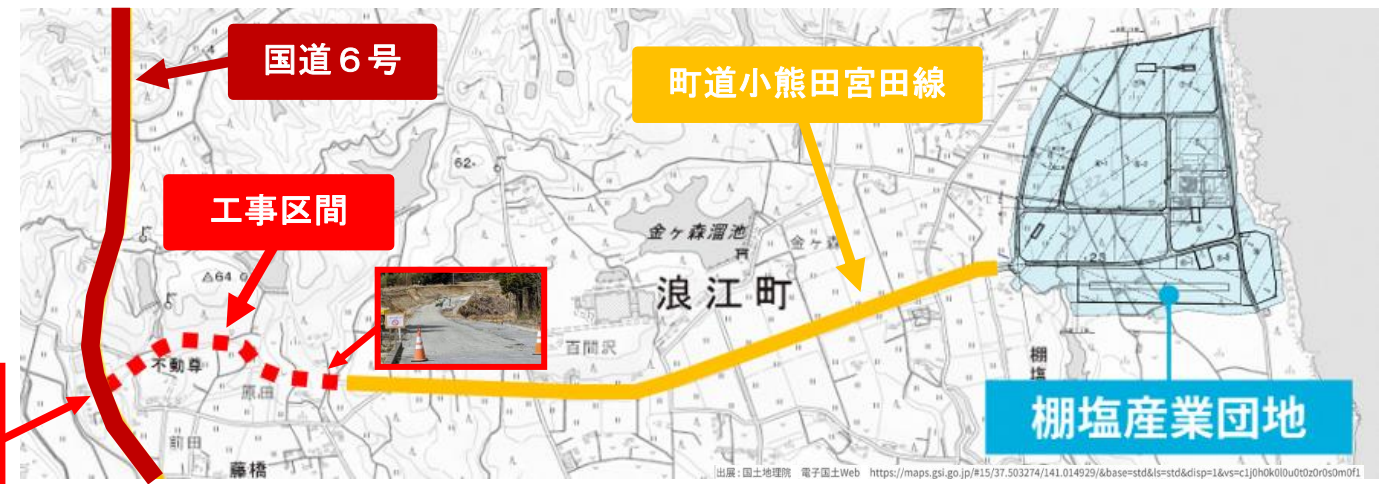 国道６号
町道小熊田宮田線
工事区間
62
金ヶ森溜池
金ヶ森
△64
浪江町
23
不動尊
百間沢
原田
棚塩
前田
藤橋
棚塩産業団地
出展：国土地理院　電子国土Web　https://maps.gsi.go.jp/#15/37.503274/141.014929/&base=std&ls=std&disp=1&vs=c1j0h0k0l0u0t0z0r0s0m0f1